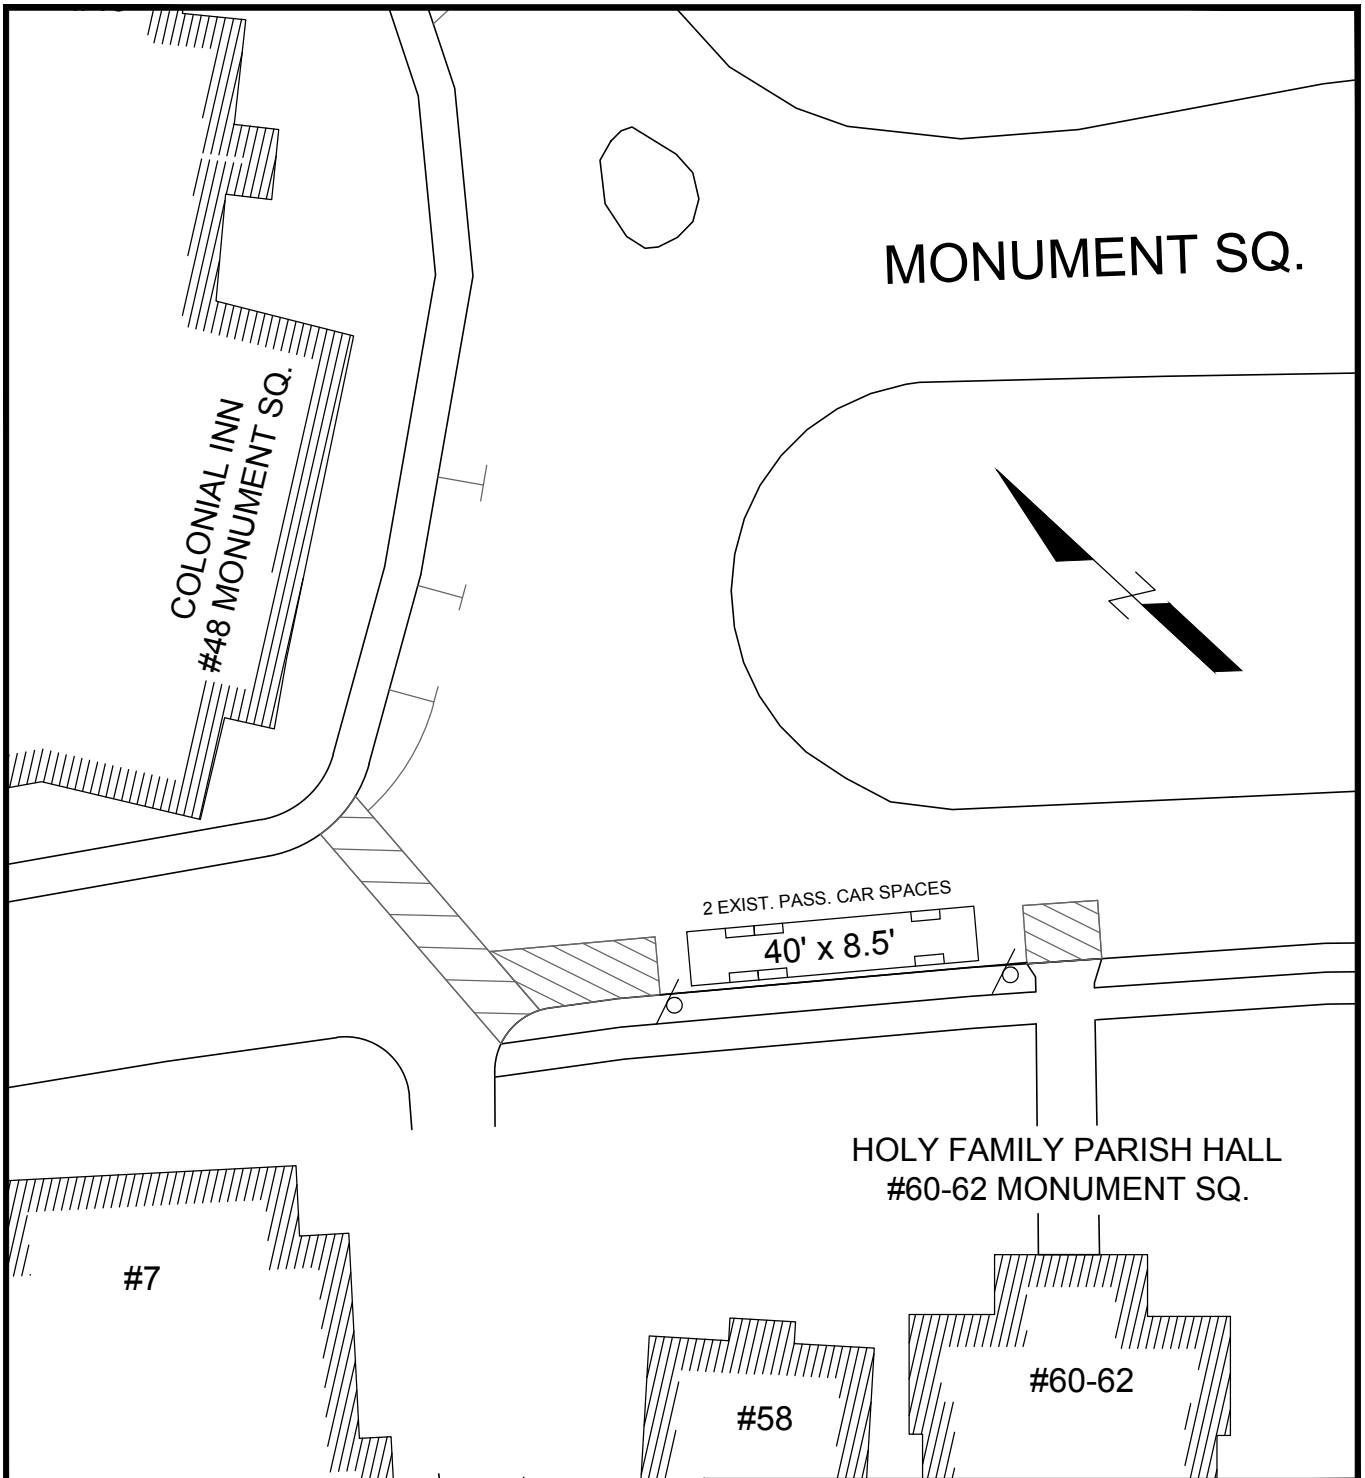 MONUMENT SQ.
COLONIAL INN
#48 MONUMENT SQ.
2 EXIST. PASS. CAR SPACES
40' x 8.5'
HOLY FAMILY PARISH HALL
#60-62 MONUMENT SQ.
#7
#58
#60-62